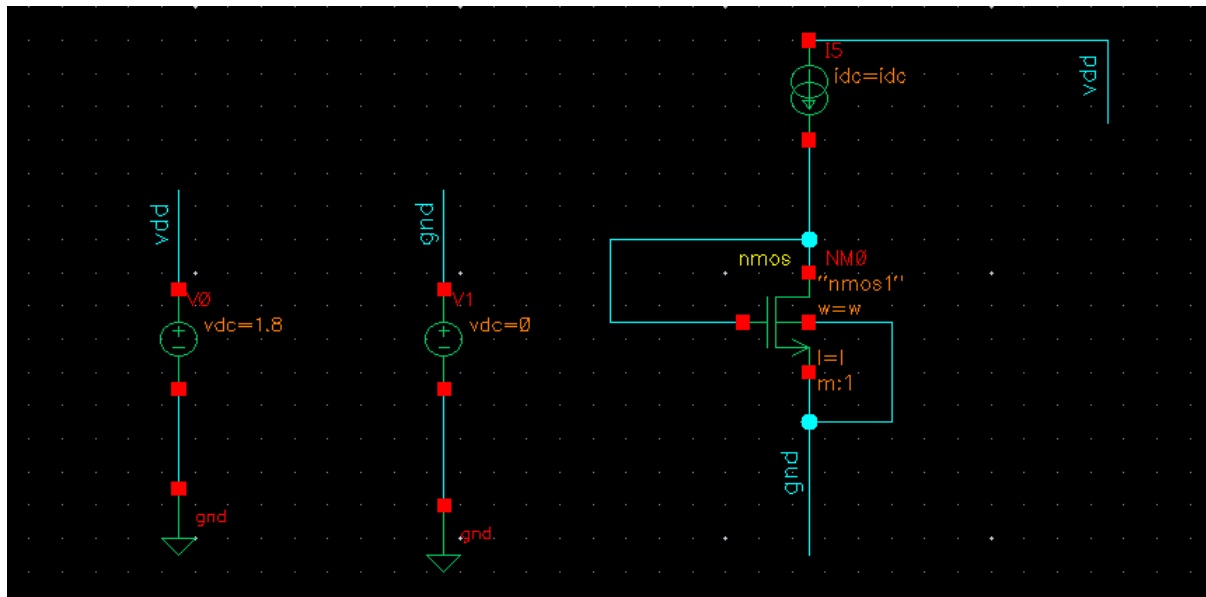 I5
idc=idc
vdd
vdd
gnd
nmos
NM0
"nmos1"
w=w
V0
vdc=1.8
V1
vdc=0
l=l
m:1
gnd
gnd
gnd